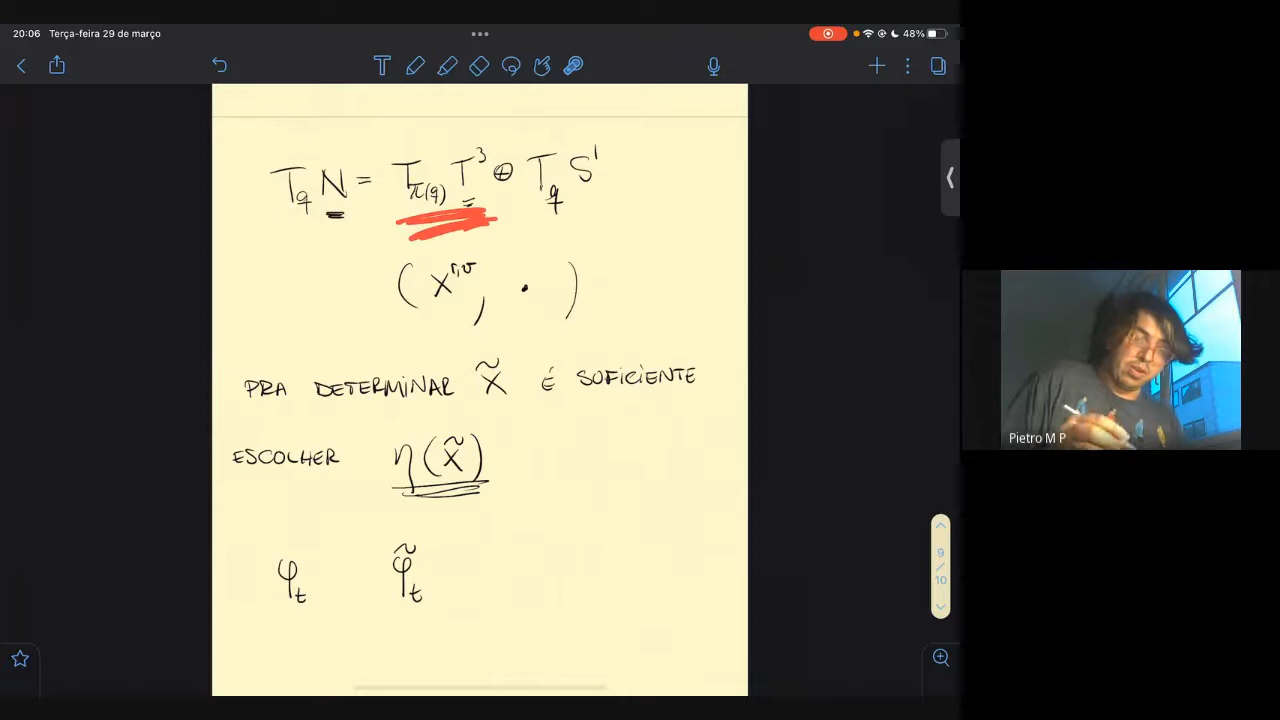 20:06 Terça-feira 29 de março
48%
T_q N = T_{π(q)} T³ ⊕ T_q S¹
( X^{r,v} , · )
PRA DETERMINAR X̃ É SUFICIENTE
ESCOLHER η(X̃)
φ_t φ̃_t
9
/
10
Pietro M P